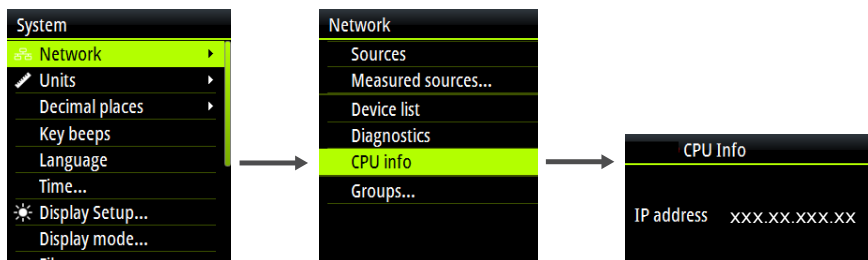 System
Network
Units
Decimal places
Key beeps
Language
Time...
Display Setup...
Display mode...
Network
Sources
Measured sources...
Device list
Diagnostics
CPU info
Groups...
CPU Info
IP address xxx.xx.xxx.xx